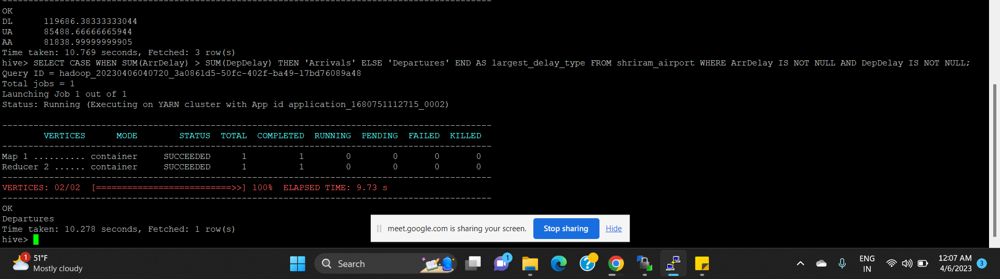 OK
DL 119686.38333333044
UA 85488.66666665944
AA 81838.99999999905
Time taken: 10.769 seconds, Fetched: 3 row(s)
hive> SELECT CASE WHEN SUM(ArrDelay) > SUM(DepDelay) THEN 'Arrivals' ELSE 'Departures' END AS largest_delay_type FROM shriram_airport WHERE ArrDelay IS NOT NULL AND DepDelay IS NOT NULL;
Query ID = hadoop_20230406040720_3a0861d5-50fc-402f-ba49-17bd76089a48
Total jobs = 1
Launching Job 1 out of 1
Status: Running (Executing on YARN cluster with App id application_1680751112715_0002)
----------------------------------------------------------------------------------------------
VERTICES MODE STATUS TOTAL COMPLETED RUNNING PENDING FAILED KILLED
----------------------------------------------------------------------------------------------
Map 1 .......... container SUCCEEDED 1 1 0 0 0 0
Reducer 2 ...... container SUCCEEDED 1 1 0 0 0 0
----------------------------------------------------------------------------------------------
VERTICES: 02/02 [==========================>>] 100% ELAPSED TIME: 9.73 s
----------------------------------------------------------------------------------------------
OK
Departures
Time taken: 10.278 seconds, Fetched: 1 row(s)
hive>
meet.google.com is sharing your screen. Stop sharing Hide
1 51°F
Mostly cloudy
Search
1
ENG
IN
12:07 AM
4/6/2023
3